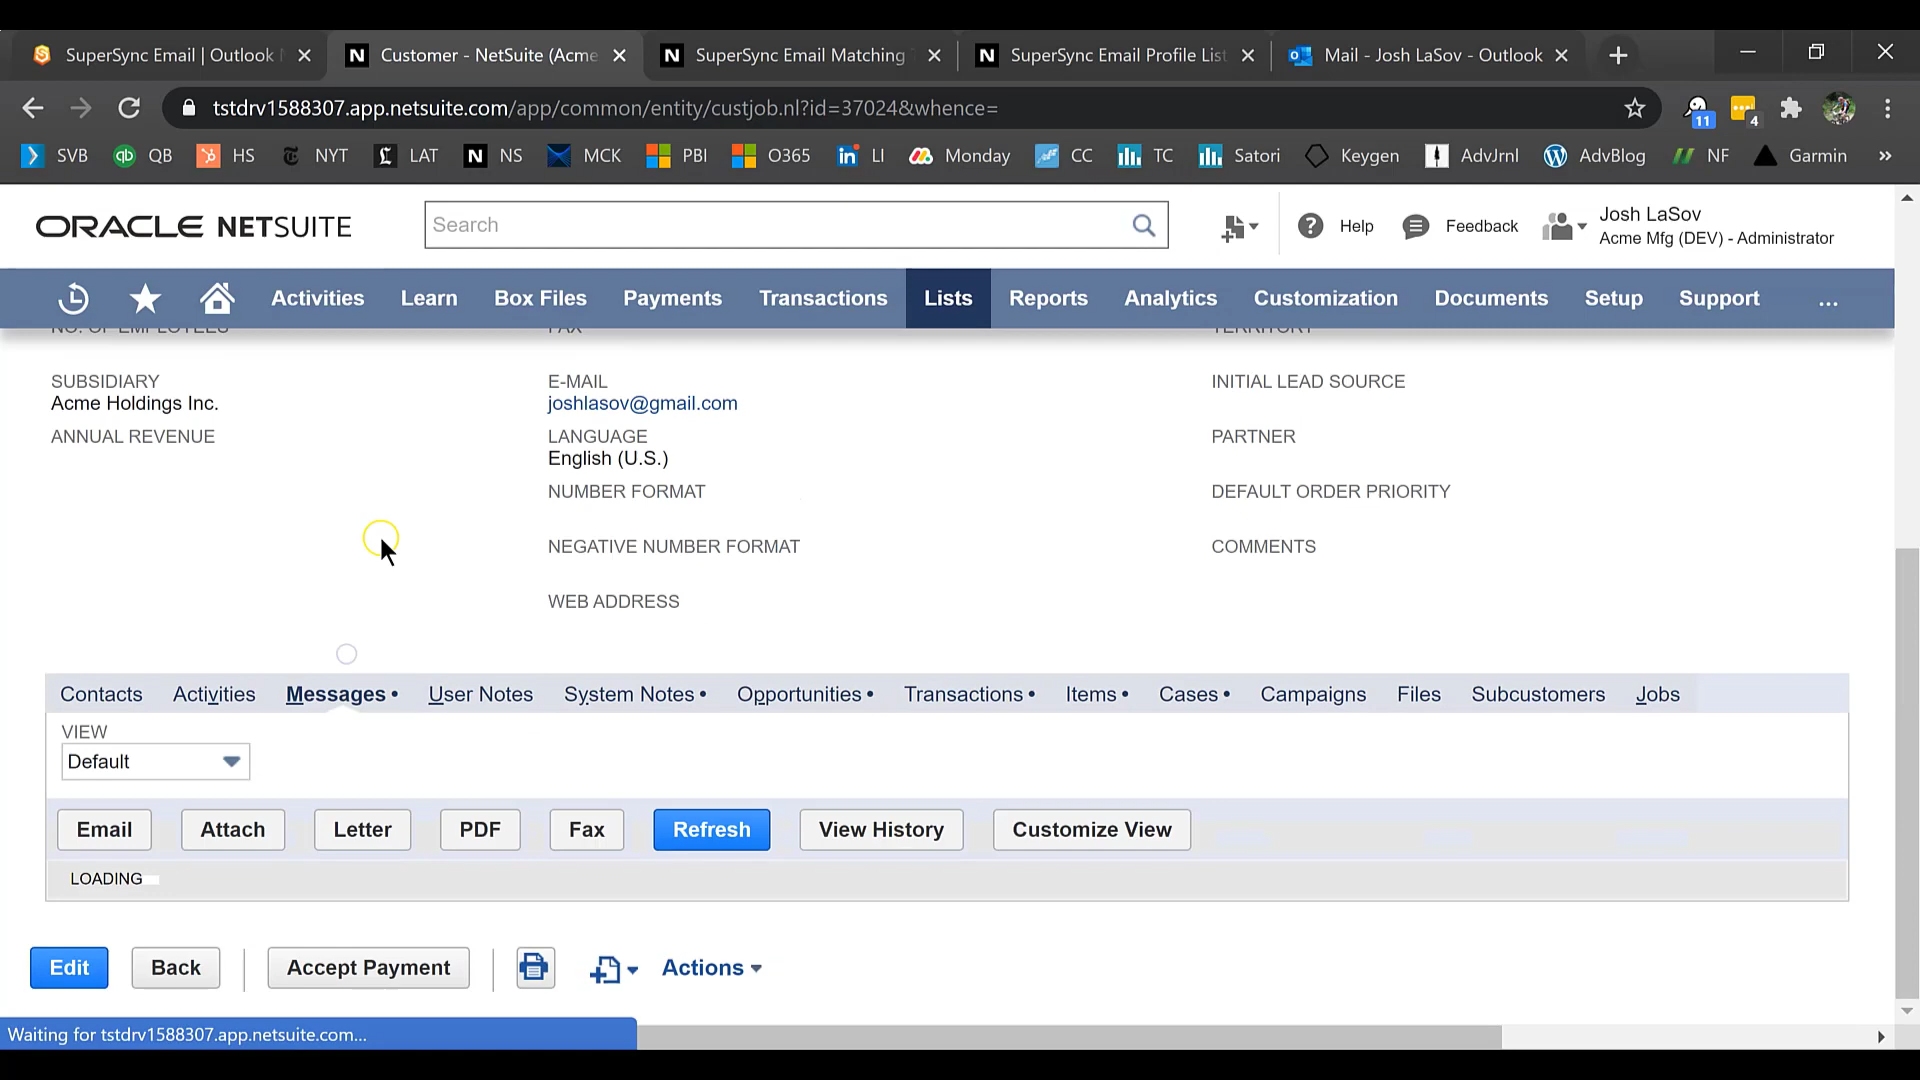 SuperSync Email | Outlook
Customer - NetSuite (Acme
SuperSync Email Matching
SuperSync Email Profile List
Mail - Josh LaSov - Outlook
tstdrv1588307.app.netsuite.com/app/common/entity/custjob.nl?id=37024&whence=
11
4
SVB QB HS NYT LAT NS MCK PBI O365 LI Monday CC TC Satori Keygen AdvJrnl AdvBlog NF Garmin »
ORACLE NETSUITE
Search
Help
Feedback
Josh LaSov
Acme Mfg (DEV) - Administrator
Activities Learn Box Files Payments Transactions Lists Reports Analytics Customization Documents Setup Support ...
NO. OF EMPLOYEES
FAX
TERRITORY
SUBSIDIARY
Acme Holdings Inc.
ANNUAL REVENUE
E-MAIL
joshlasov@gmail.com
LANGUAGE
English (U.S.)
NUMBER FORMAT
NEGATIVE NUMBER FORMAT
WEB ADDRESS
INITIAL LEAD SOURCE
PARTNER
DEFAULT ORDER PRIORITY
COMMENTS
Contacts Activities Messages • User Notes System Notes • Opportunities • Transactions • Items • Cases • Campaigns Files Subcustomers Jobs
VIEW
Default
Email Attach Letter PDF Fax Refresh View History Customize View
LOADING
Edit Back Accept Payment Actions
Waiting for tstdrv1588307.app.netsuite.com...